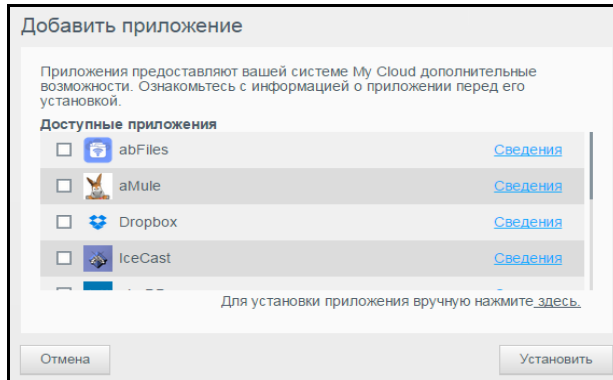 Добавить приложение
Приложения предоставляют вашей системе My Cloud дополнительные
возможности. Ознакомьтесь с информацией о приложении перед его
установкой.
Доступные приложения
abFiles Сведения
aMule Сведения
Dropbox Сведения
IceCast Сведения
Для установки приложения вручную нажмите здесь.
Отмена Установить